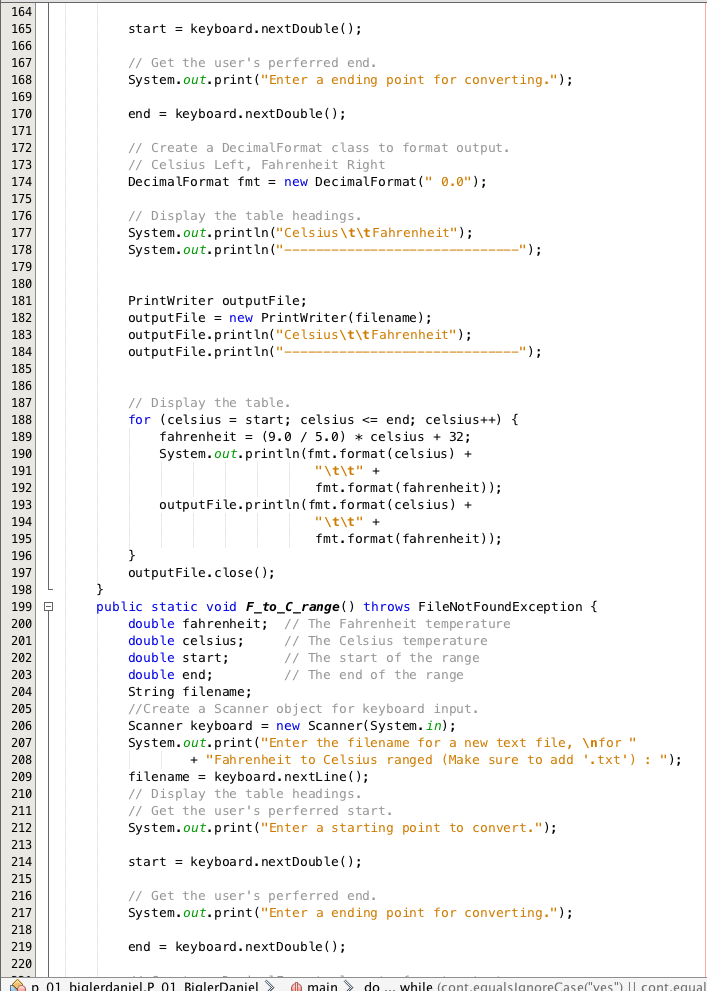 164
165 start = keyboard.nextDouble();
166
167 // Get the user's perferred end.
168 System.out.print("Enter a ending point for converting.");
169
170 end = keyboard.nextDouble();
171
172 // Create a DecimalFormat class to format output.
173 // Celsius Left, Fahrenheit Right
174 DecimalFormat fmt = new DecimalFormat(" 0.0");
175
176 // Display the table headings.
177 System.out.println("Celsius\t\tFahrenheit");
178 System.out.println("------------------------------");
179
180
181 PrintWriter outputFile;
182 outputFile = new PrintWriter(filename);
183 outputFile.println("Celsius\t\tFahrenheit");
184 outputFile.println("------------------------------");
185
186
187 // Display the table.
188 for (celsius = start; celsius <= end; celsius++) {
189 fahrenheit = (9.0 / 5.0) * celsius + 32;
190 System.out.println(fmt.format(celsius) +
191 "\t\t" +
192 fmt.format(fahrenheit));
193 outputFile.println(fmt.format(celsius) +
194 "\t\t" +
195 fmt.format(fahrenheit));
196 }
197 outputFile.close();
198 }
199 public static void F_to_C_range() throws FileNotFoundException {
200 double fahrenheit; // The Fahrenheit temperature
201 double celsius; // The Celsius temperature
202 double start; // The start of the range
203 double end; // The end of the range
204 String filename;
205 //Create a Scanner object for keyboard input.
206 Scanner keyboard = new Scanner(System.in);
207 System.out.print("Enter the filename for a new text file, \nfor "
208 + "Fahrenheit to Celsius ranged (Make sure to add '.txt') : ");
209 filename = keyboard.nextLine();
210 // Display the table headings.
211 // Get the user's perferred start.
212 System.out.print("Enter a starting point to convert.");
213
214 start = keyboard.nextDouble();
215
216 // Get the user's perferred end.
217 System.out.print("Enter a ending point for converting.");
218
219 end = keyboard.nextDouble();
220
p_01_biglerdaniel.P_01_BiglerDaniel main do ... while (cont.equalsIgnoreCase("yes") || cont.equal